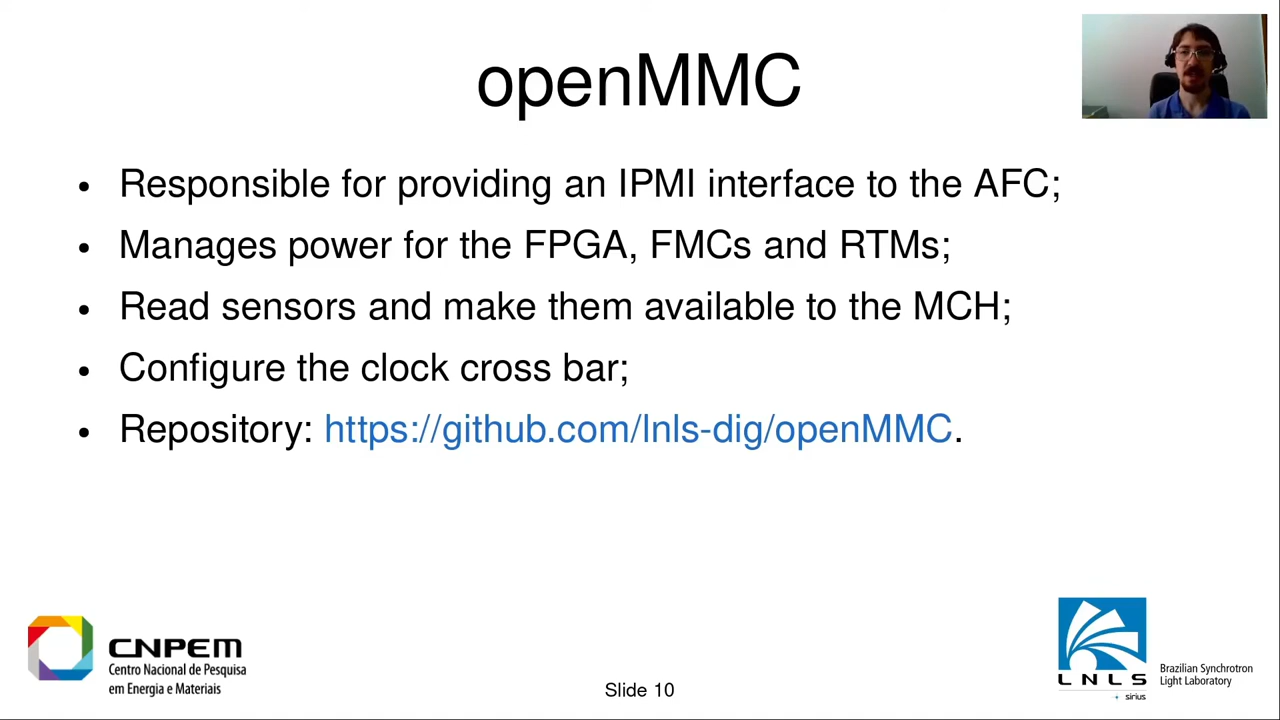 openMMC
• Responsible for providing an IPMI interface to the AFC;
• Manages power for the FPGA, FMCs and RTMs;
• Read sensors and make them available to the MCH;
• Configure the clock cross bar;
• Repository: https://github.com/lnls-dig/openMMC.
CNPEM
Centro Nacional de Pesquisa
em Energia e Materiais
Slide 10
LNLS
sirius
Brazilian Synchrotron
Light Laboratory